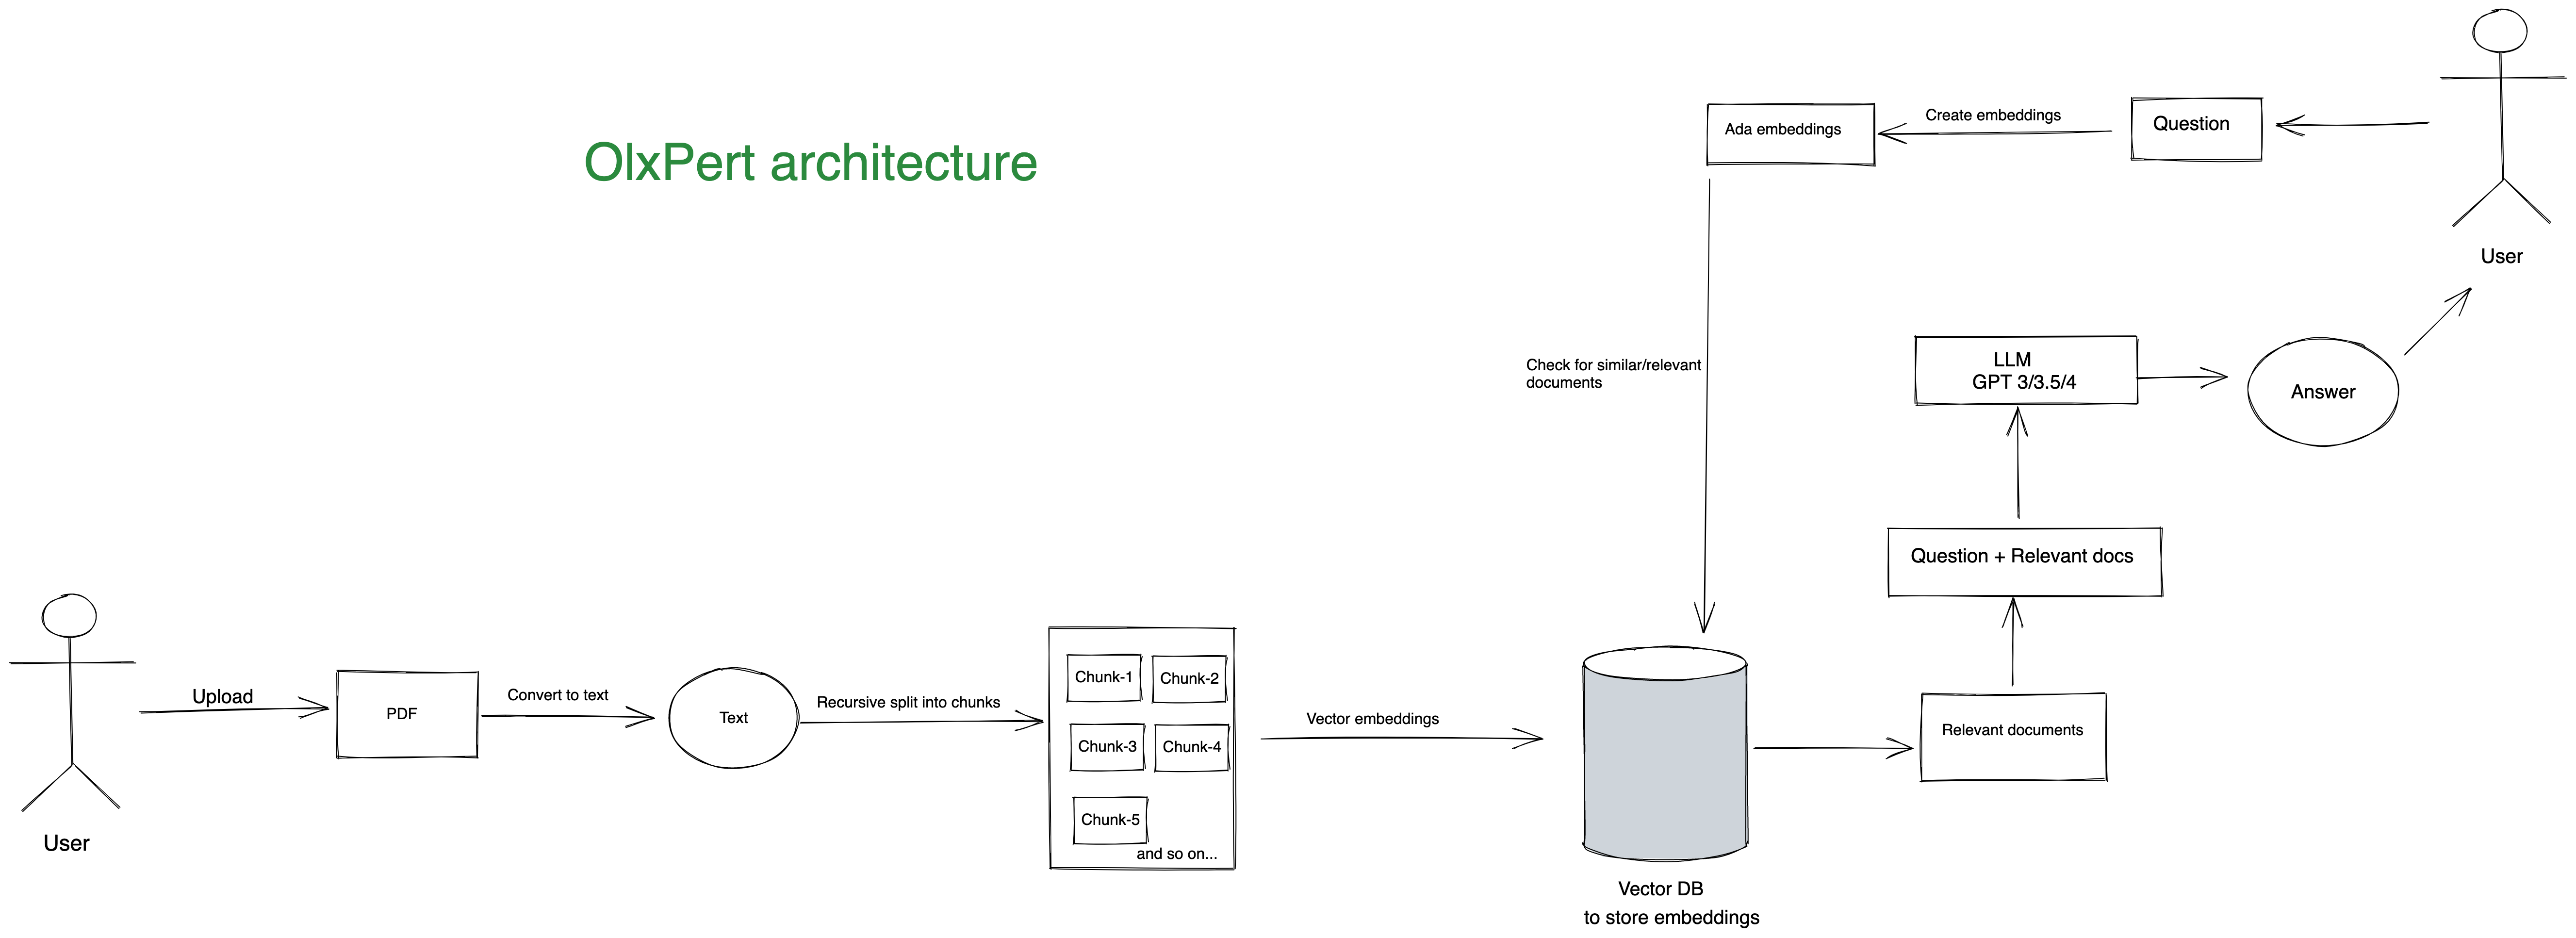 OlxPert architecture
User
Question
Create embeddings
Ada embeddings
Check for similar/relevant
documents
LLM
GPT 3/3.5/4
Answer
Question + Relevant docs
Relevant documents
User
Upload
PDF
Convert to text
Text
Recursive split into chunks
Chunk-1
Chunk-2
Chunk-3
Chunk-4
Chunk-5
and so on...
Vector embeddings
Vector DB
to store embeddings